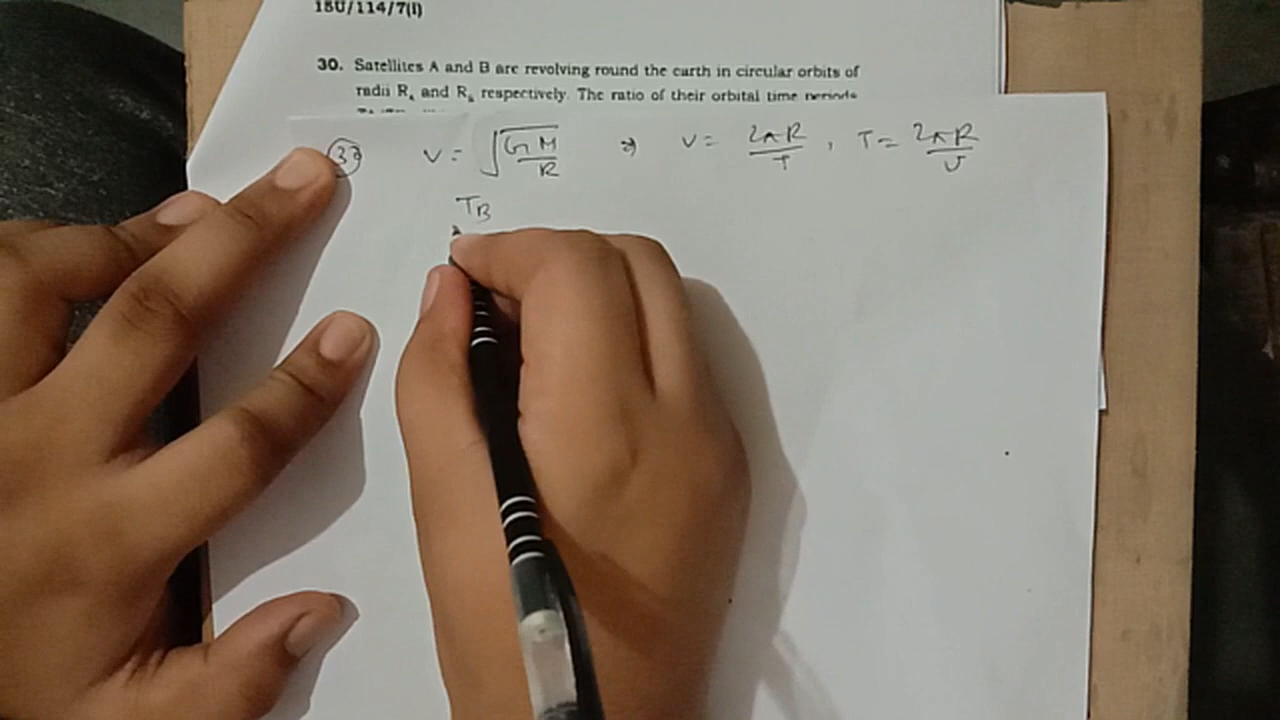 18U/114/7(I)
30. Satellites A and B are revolving round the earth in circular orbits of
radii R_A and R_B respectively. The ratio of their orbital time periods
V = √(GM/R) ⇒ V = 2πR/T , T = 2πR/V
T_B